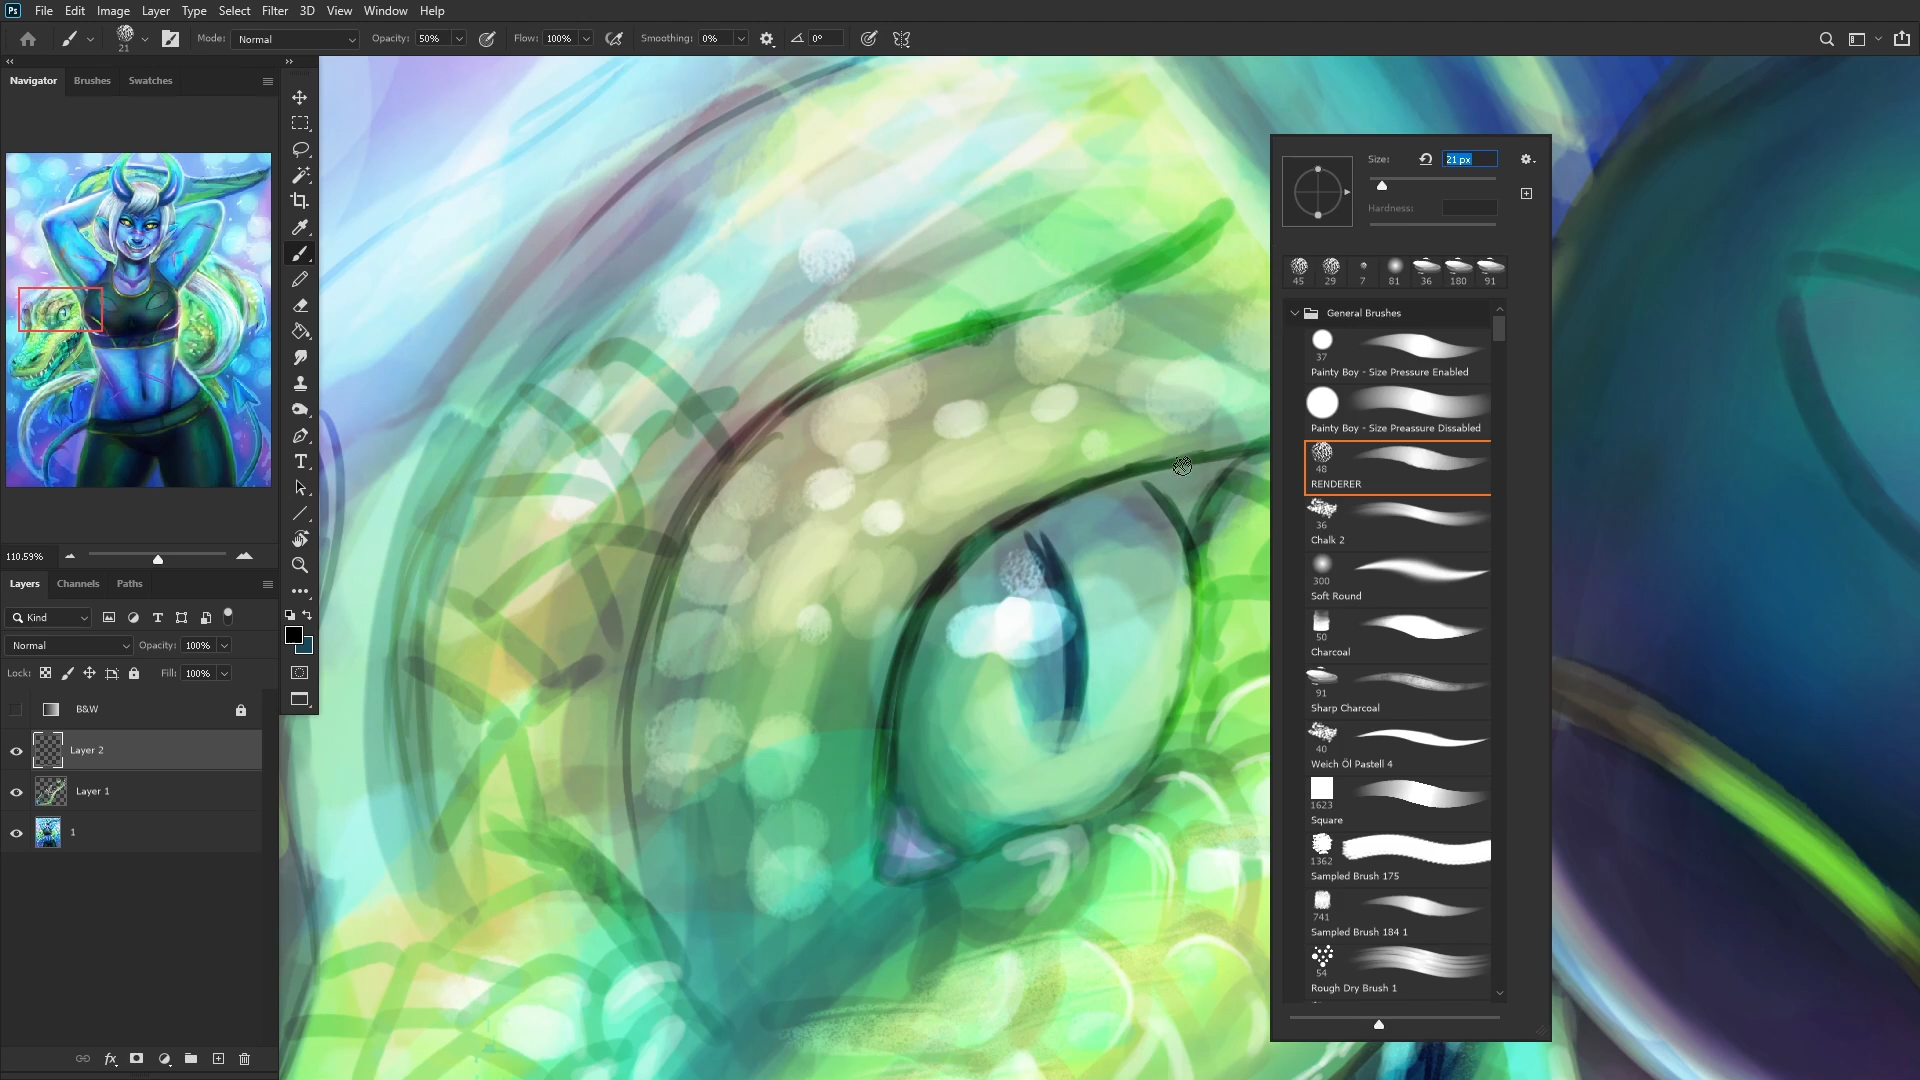 Ps File Edit Image Layer Type Select Filter 3D View Window Help
21 Mode: Normal Opacity: 50% Flow: 100% Smoothing: 0% 0°
Navigator Brushes Swatches
110.59%
Layers Channels Paths
Kind
Normal Opacity: 100%
Lock: Fill: 100%
B&W
Layer 2
Layer 1
1
Size: 21 px
Hardness:
45 29 7 81 36 180 91
General Brushes
37
Painty Boy - Size Pressure Enabled
Painty Boy - Size Preassure Dissabled
48
RENDERER
36
Chalk 2
300
Soft Round
50
Charcoal
91
Sharp Charcoal
40
Weich Öl Pastell 4
1623
Square
1362
Sampled Brush 175
741
Sampled Brush 184 1
54
Rough Dry Brush 1